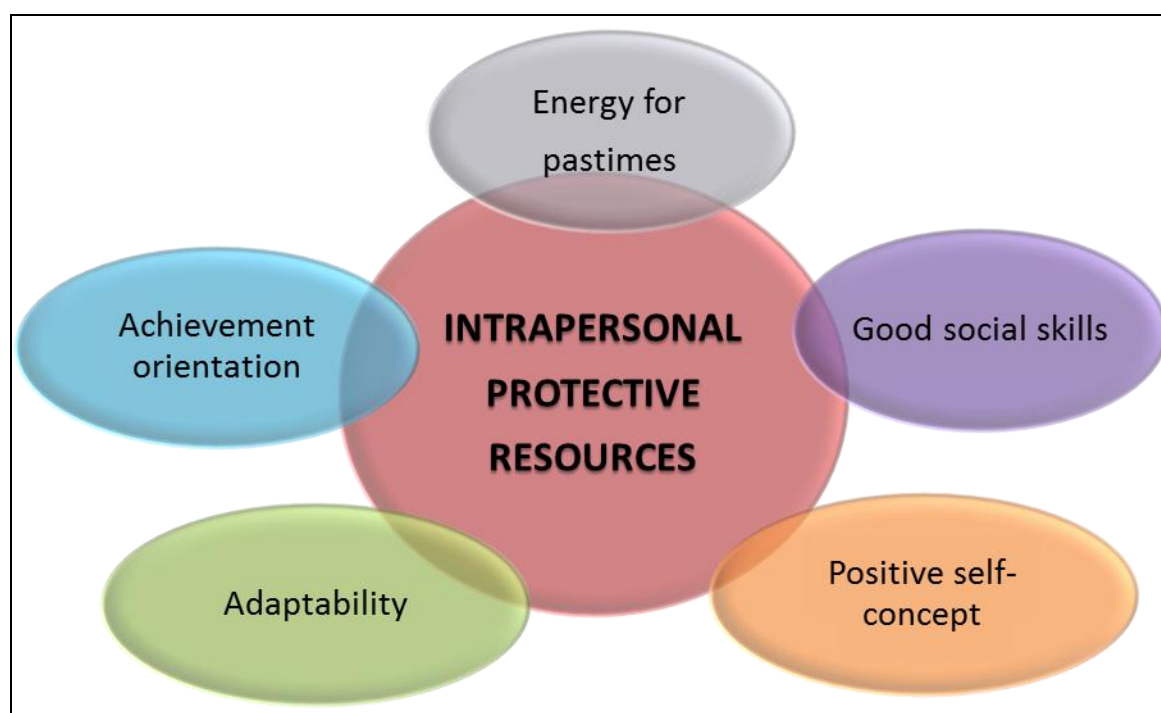 Energy for
pastimes
Achievement
orientation
INTRAPERSONAL
PROTECTIVE
RESOURCES
Good social skills
Adaptability
Positive self-
concept